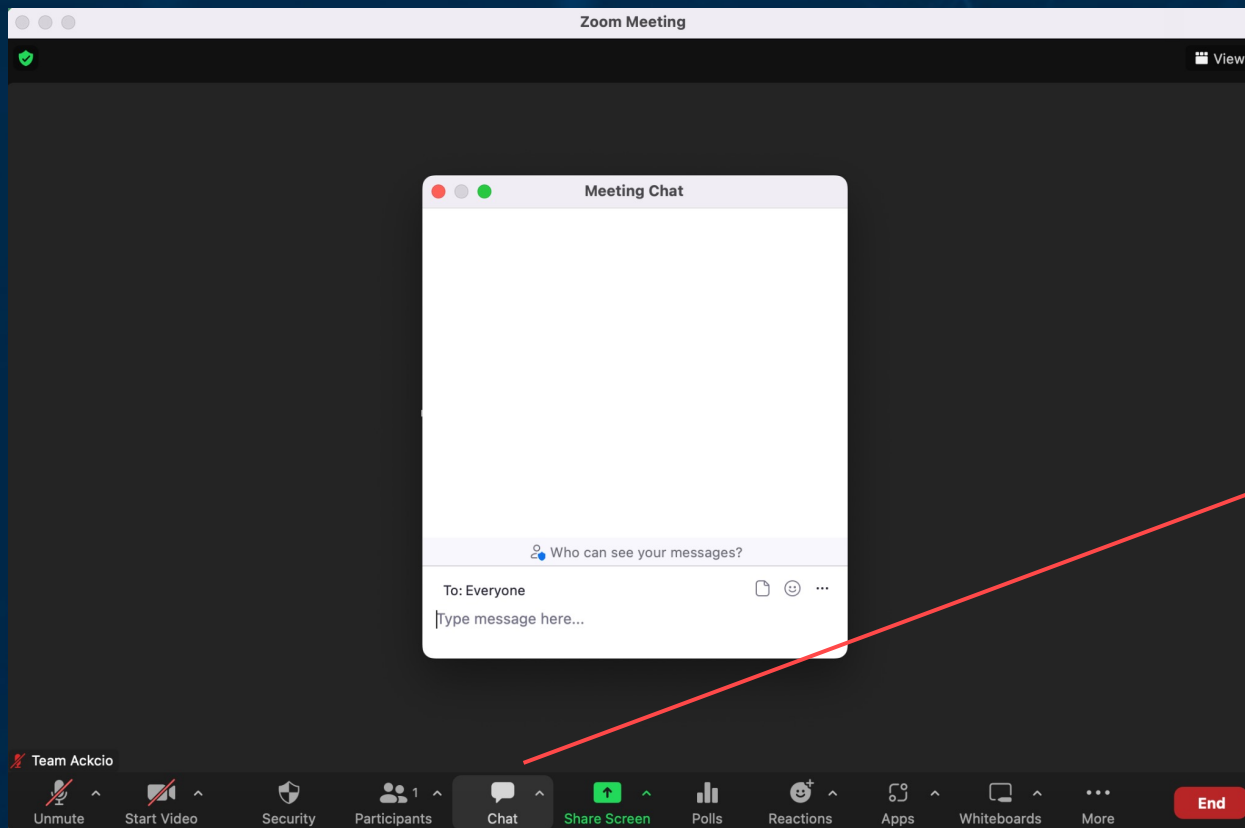 Zoom Meeting
View
Meeting Chat
Who can see your messages?
To: Everyone
Type message here...
Team Ackcio
1
Unmute
Start Video
Security
Participants
Chat
Share Screen
Polls
Reactions
Apps
Whiteboards
More
End